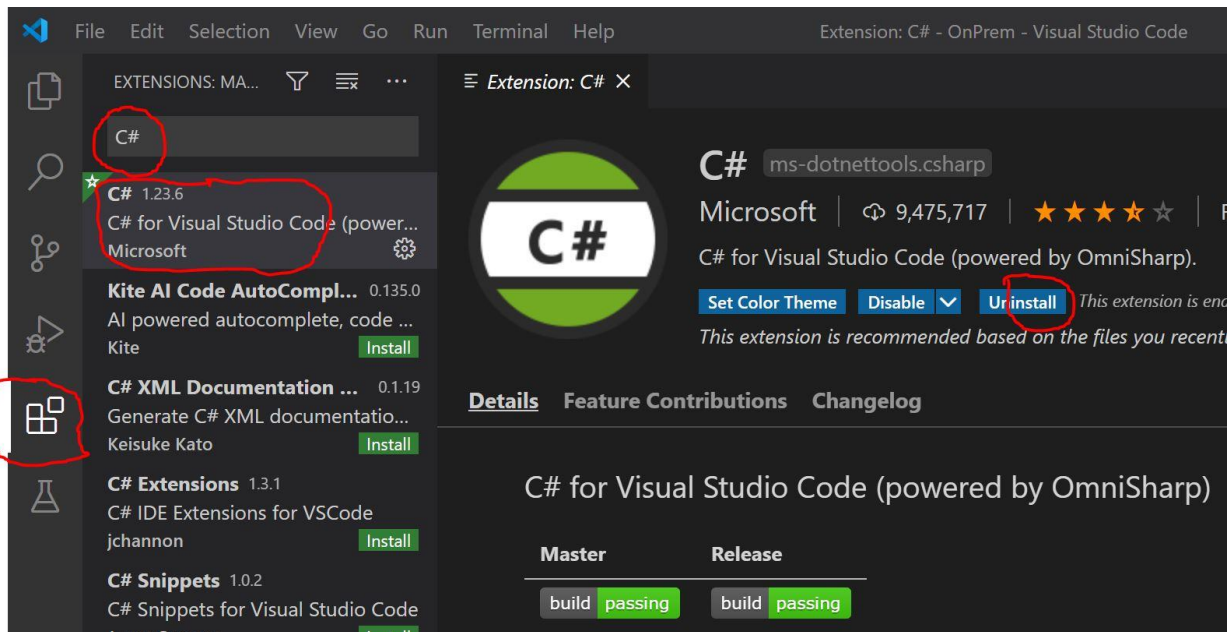 File Edit Selection View Go Run Terminal Help
Extension: C# - OnPrem - Visual Studio Code
EXTENSIONS: MA...
C#
C# 1.23.6
C# for Visual Studio Code (power...
Microsoft
Kite AI Code AutoCompl... 0.135.0
AI powered autocomplete, code ...
Kite Install
C# XML Documentation ... 0.1.19
Generate C# XML documentatio...
Keisuke Kato Install
C# Extensions 1.3.1
C# IDE Extensions for VSCode
jchannon Install
C# Snippets 1.0.2
C# Snippets for Visual Studio Code
Extension: C#
C#
C# ms-dotnettools.csharp
Microsoft 9,475,717
C# for Visual Studio Code (powered by OmniSharp).
Set Color Theme Disable Uninstall This extension is
This extension is recommended based on the files you
Details Feature Contributions Changelog
C# for Visual Studio Code (powered by OmniSharp)
Master Release
build passing build passing